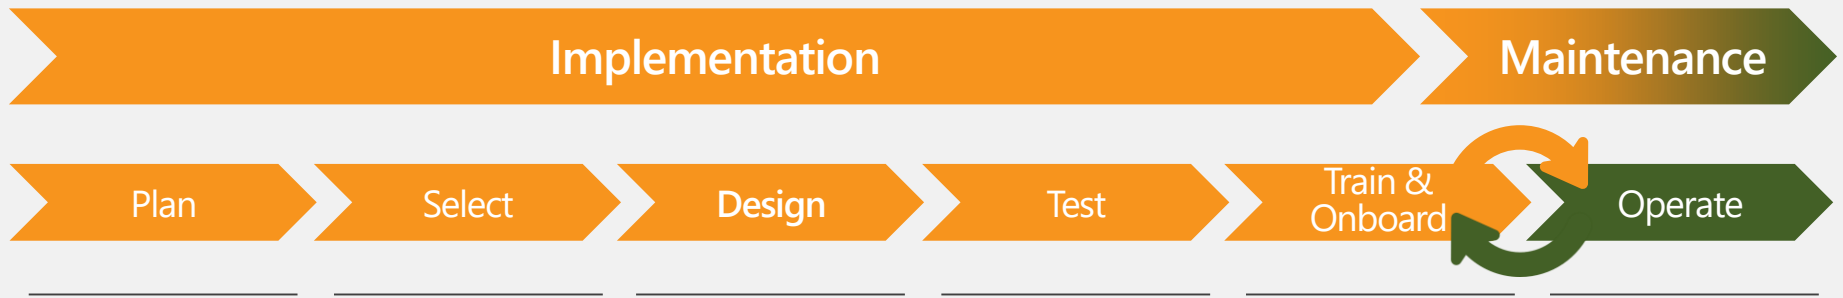 Implementation
Maintenance
Plan
Select
Design
Test
Train &
Onboard
Operate